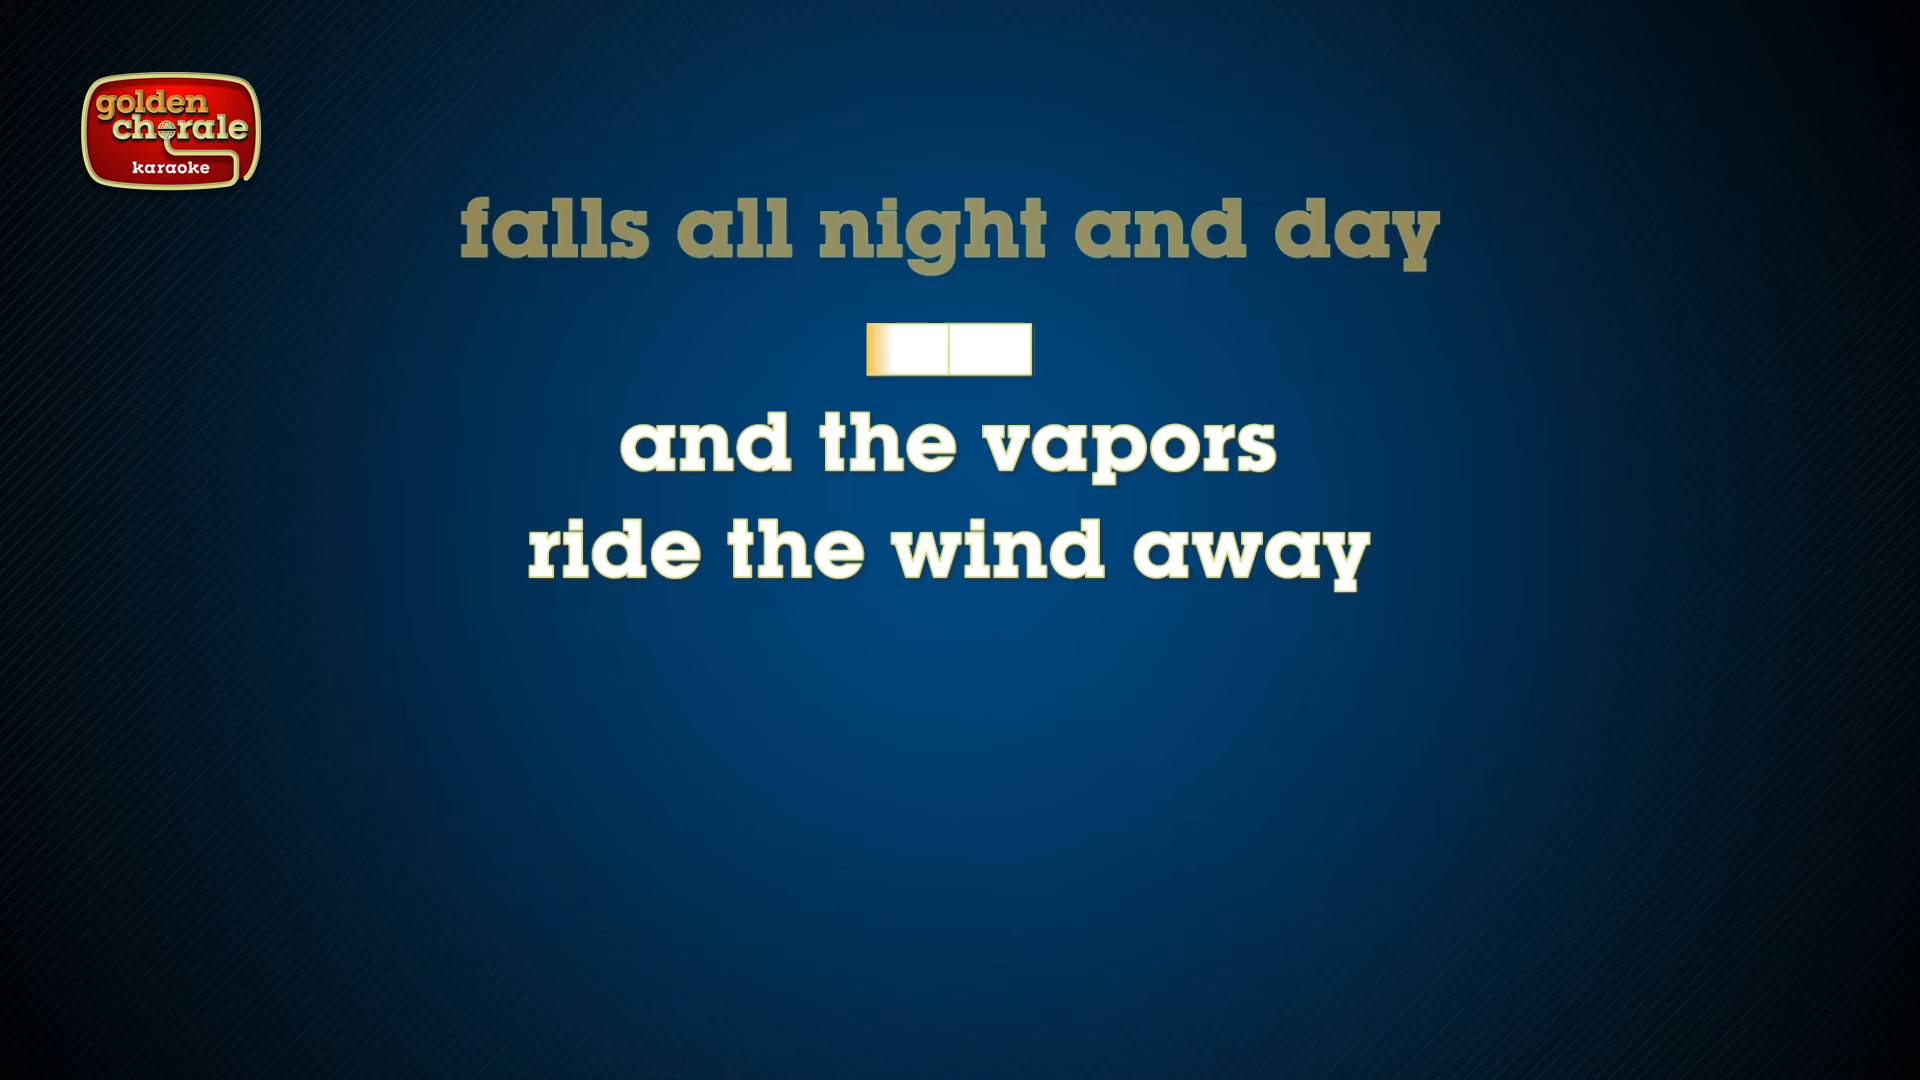 golden
chorale
karaoke
falls all night and day
and the vapors
ride the wind away